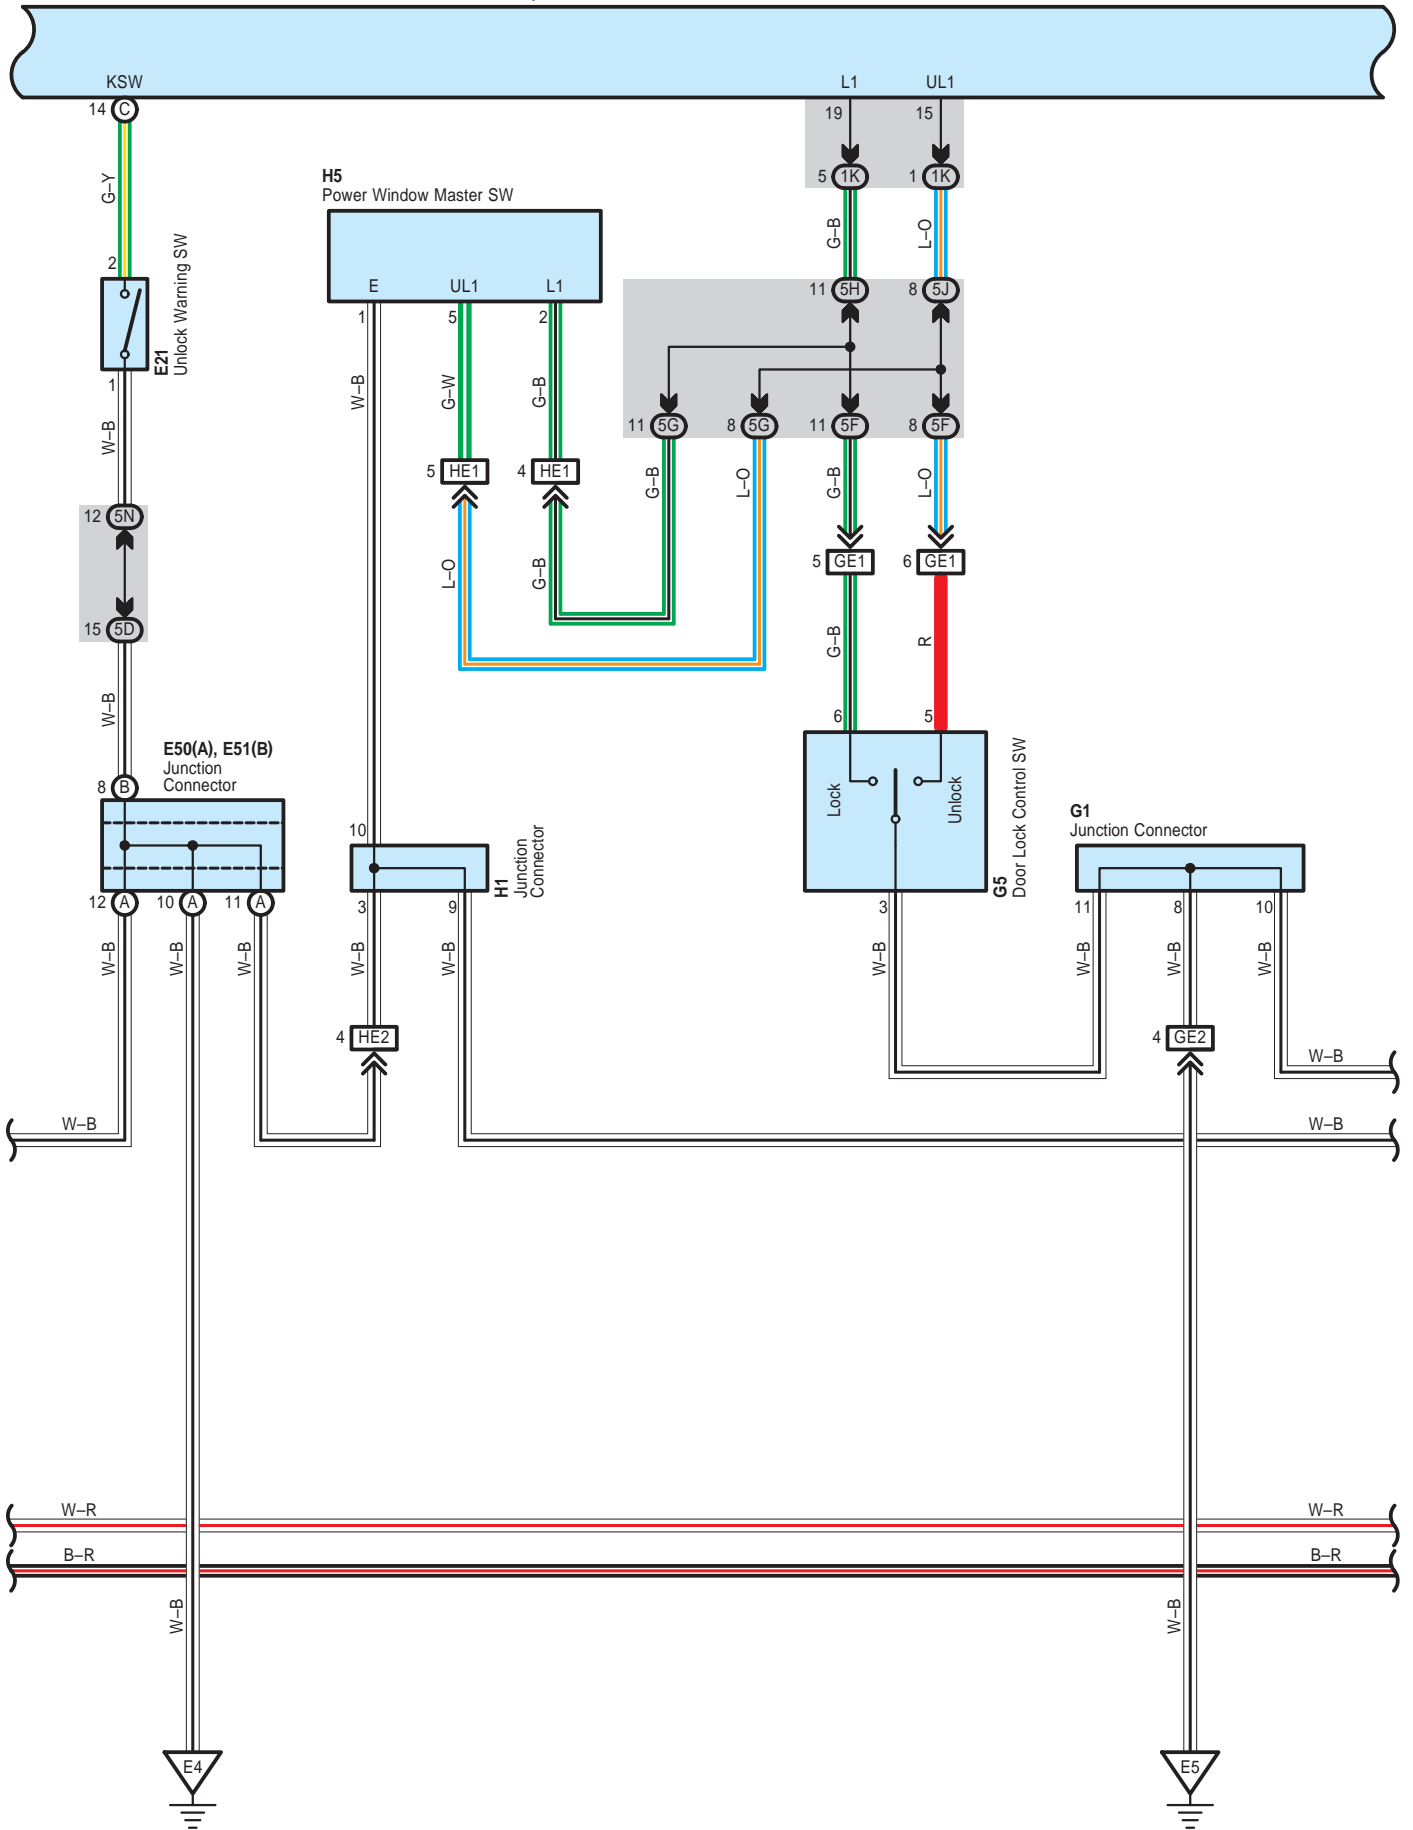 KSW
L1
UL1
14 C
19
15
5 1K
1 1K
G–Y
G–B
L–O
H5
Power Window Master SW
E
UL1
L1
2
1
5
2
11 5H
8 5J
E21
Unlock Warning SW
1
W–B
W–B
G–W
G–B
11 5G
8 5G
11 5F
8 5F
5 HE1
4 HE1
G–B
L–O
G–B
L–O
12 5N
L–O
G–B
5 GE1
6 GE1
15 5D
G–B
R
W–B
6
5
E50(A), E51(B)
Junction
Connector
8 B
Lock
Unlock
G5
Door Lock Control SW
G1
Junction Connector
10
H1
Junction
Connector
12 A
10 A
11 A
3
9
3
11
8
10
W–B
W–B
W–B
W–B
W–B
W–B
W–B
W–B
W–B
4 HE2
4 GE2
W–B
W–B
W–B
W–R
W–R
B–R
B–R
W–B
W–B
E4
E5